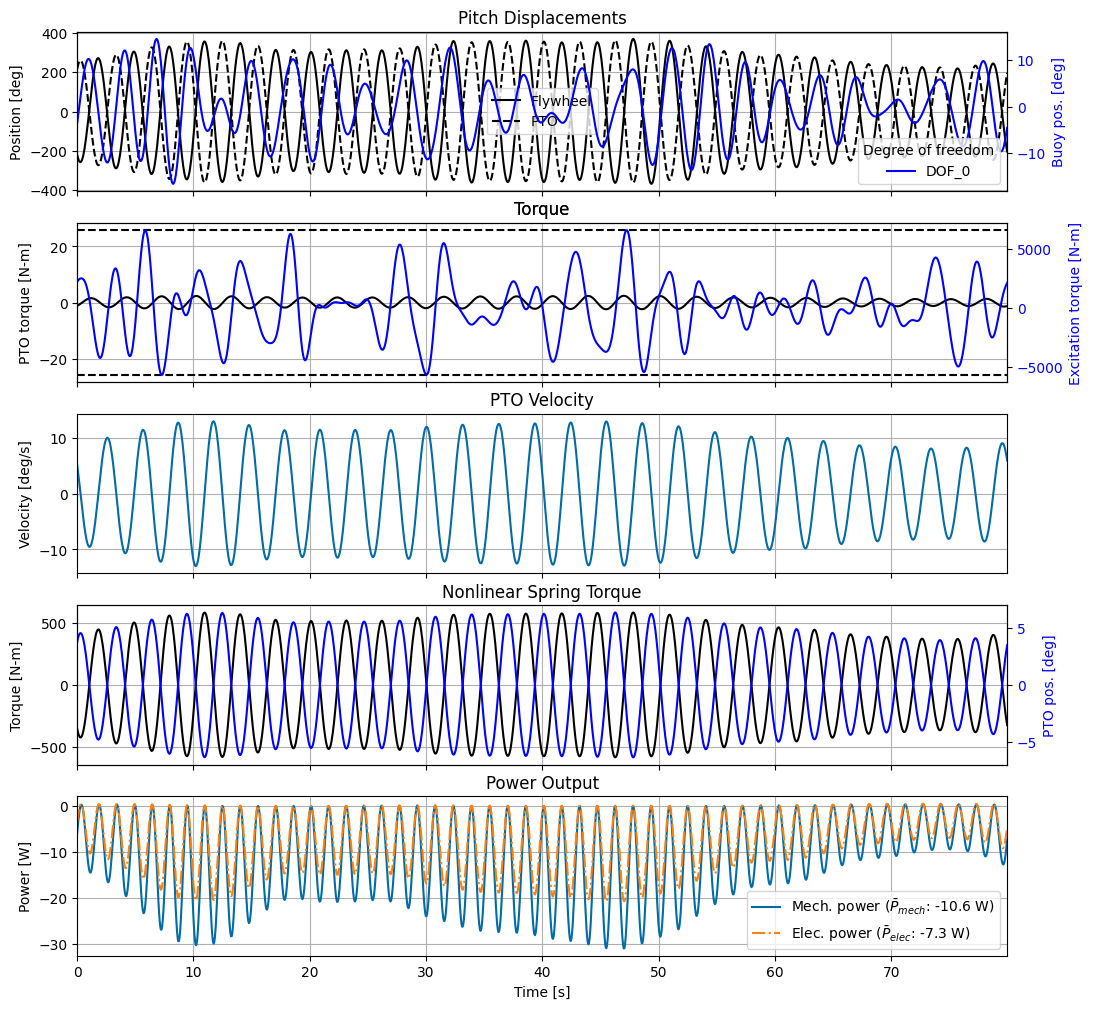 Pitch Displacements
Position [deg]
400
200
0
−200
−400
Flywheel
PTO
Degree of freedom
DOF_0
10
0
−10
Buoy pos. [deg]
Torque
PTO torque [N-m]
20
0
−20
5000
0
−5000
Excitation torque [N-m]
PTO Velocity
Velocity [deg/s]
10
0
−10
Nonlinear Spring Torque
Torque [N-m]
500
0
−500
5
0
−5
PTO pos. [deg]
Power Output
Power [W]
0
−10
−20
−30
Mech. power (P̄mech: -10.6 W)
Elec. power (P̄elec: -7.3 W)
0 10 20 30 40 50 60 70
Time [s]